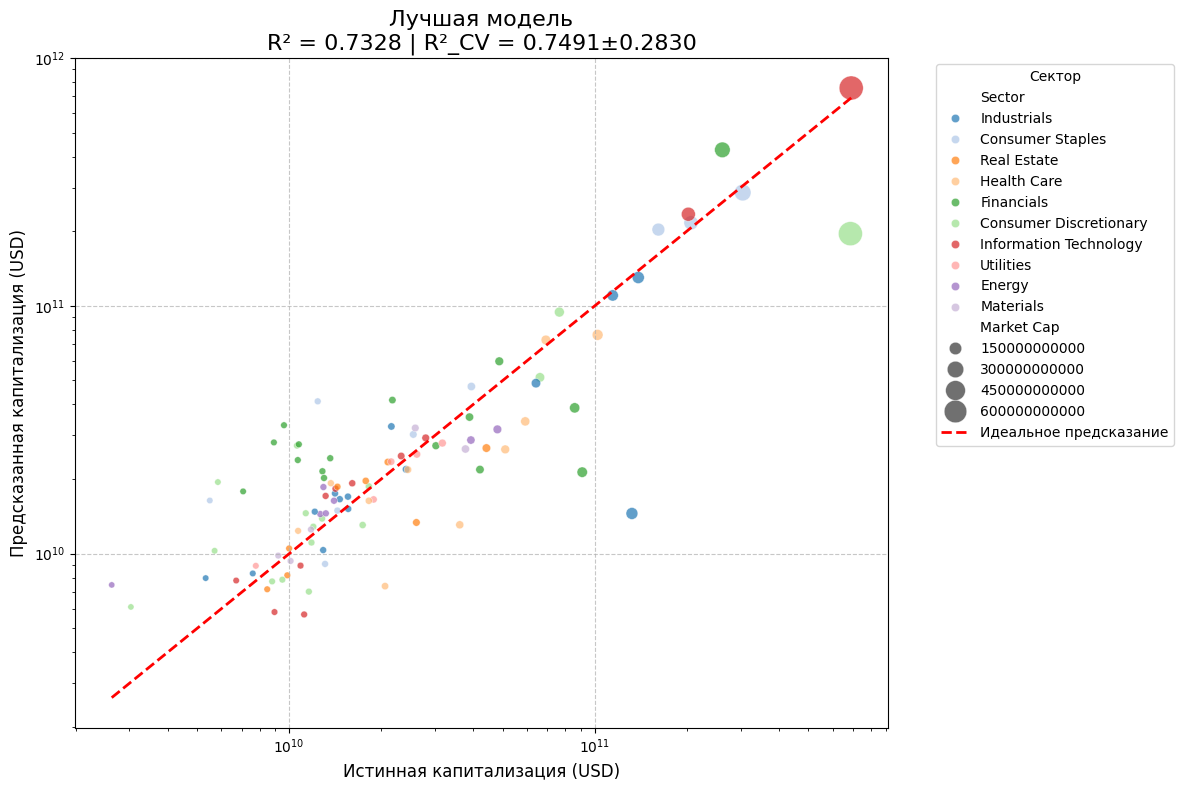 Лучшая модель
R² = 0.7328 | R²_CV = 0.7491±0.2830
Предсказанная капитализация (USD)
10¹²
10¹¹
10¹⁰
10¹⁰
10¹¹
Истинная капитализация (USD)
Сектор
Sector
Industrials
Consumer Staples
Real Estate
Health Care
Financials
Consumer Discretionary
Information Technology
Utilities
Energy
Materials
Market Cap
150000000000
300000000000
450000000000
600000000000
Идеальное предсказание